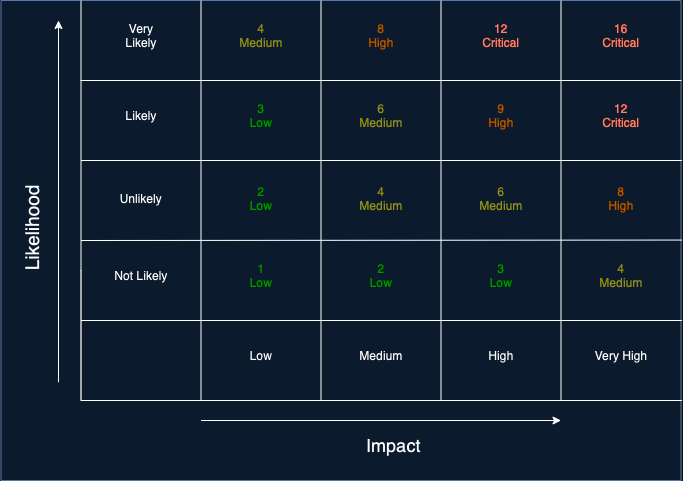 Very
Likely
4
Medium
8
High
12
Critical
16
Critical
Likely
3
Low
6
Medium
9
High
12
Critical
Unlikely
2
Low
4
Medium
6
Medium
8
High
Not Likely
1
Low
2
Low
3
Low
4
Medium
Low
Medium
High
Very High
Likelihood
Impact